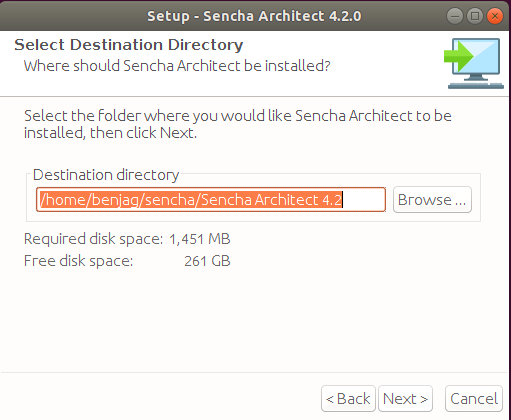 Setup - Sencha Architect 4.2.0
Select Destination Directory
Where should Sencha Architect be installed?
Select the folder where you would like Sencha Architect to be
installed, then click Next.
Destination directory
/home/benjag/sencha/Sencha Architect 4.2
Browse ...
Required disk space: 1,451 MB
Free disk space: 261 GB
< Back
Next >
Cancel